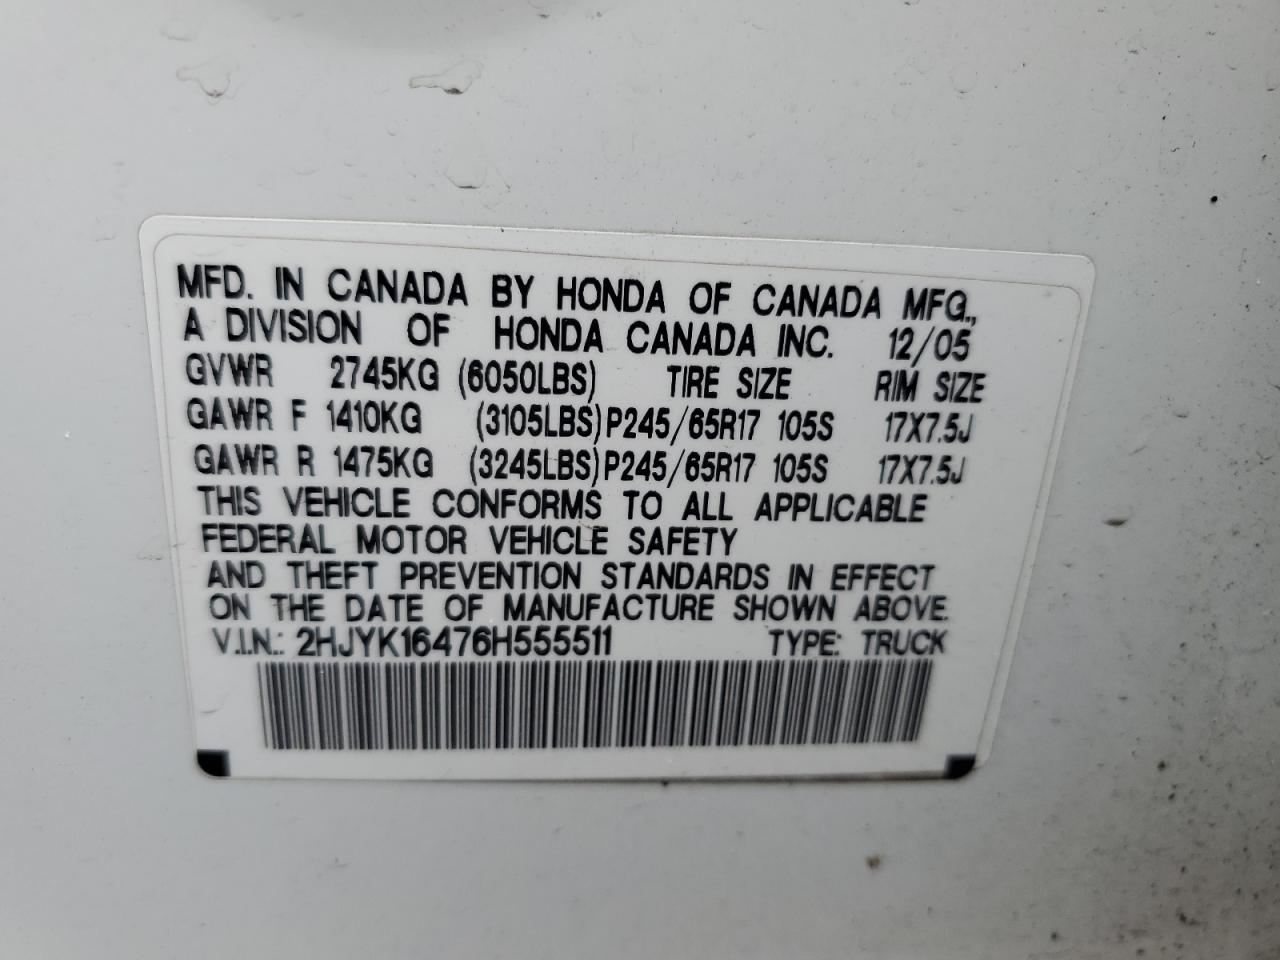 MFD. IN CANADA BY HONDA OF CANADA MFG.,
A DIVISION OF HONDA CANADA INC. 12/05
GVWR 2745KG (6050LBS) TIRE SIZE RIM SIZE
GAWR F 1410KG (3105LBS) P245/65R17 105S 17X7.5J
GAWR R 1475KG (3245LBS) P245/65R17 105S 17X7.5J
THIS VEHICLE CONFORMS TO ALL APPLICABLE
FEDERAL MOTOR VEHICLE SAFETY
AND THEFT PREVENTION STANDARDS IN EFFECT
ON THE DATE OF MANUFACTURE SHOWN ABOVE.
V.I.N.: 2HJYK16476H555511 TYPE: TRUCK